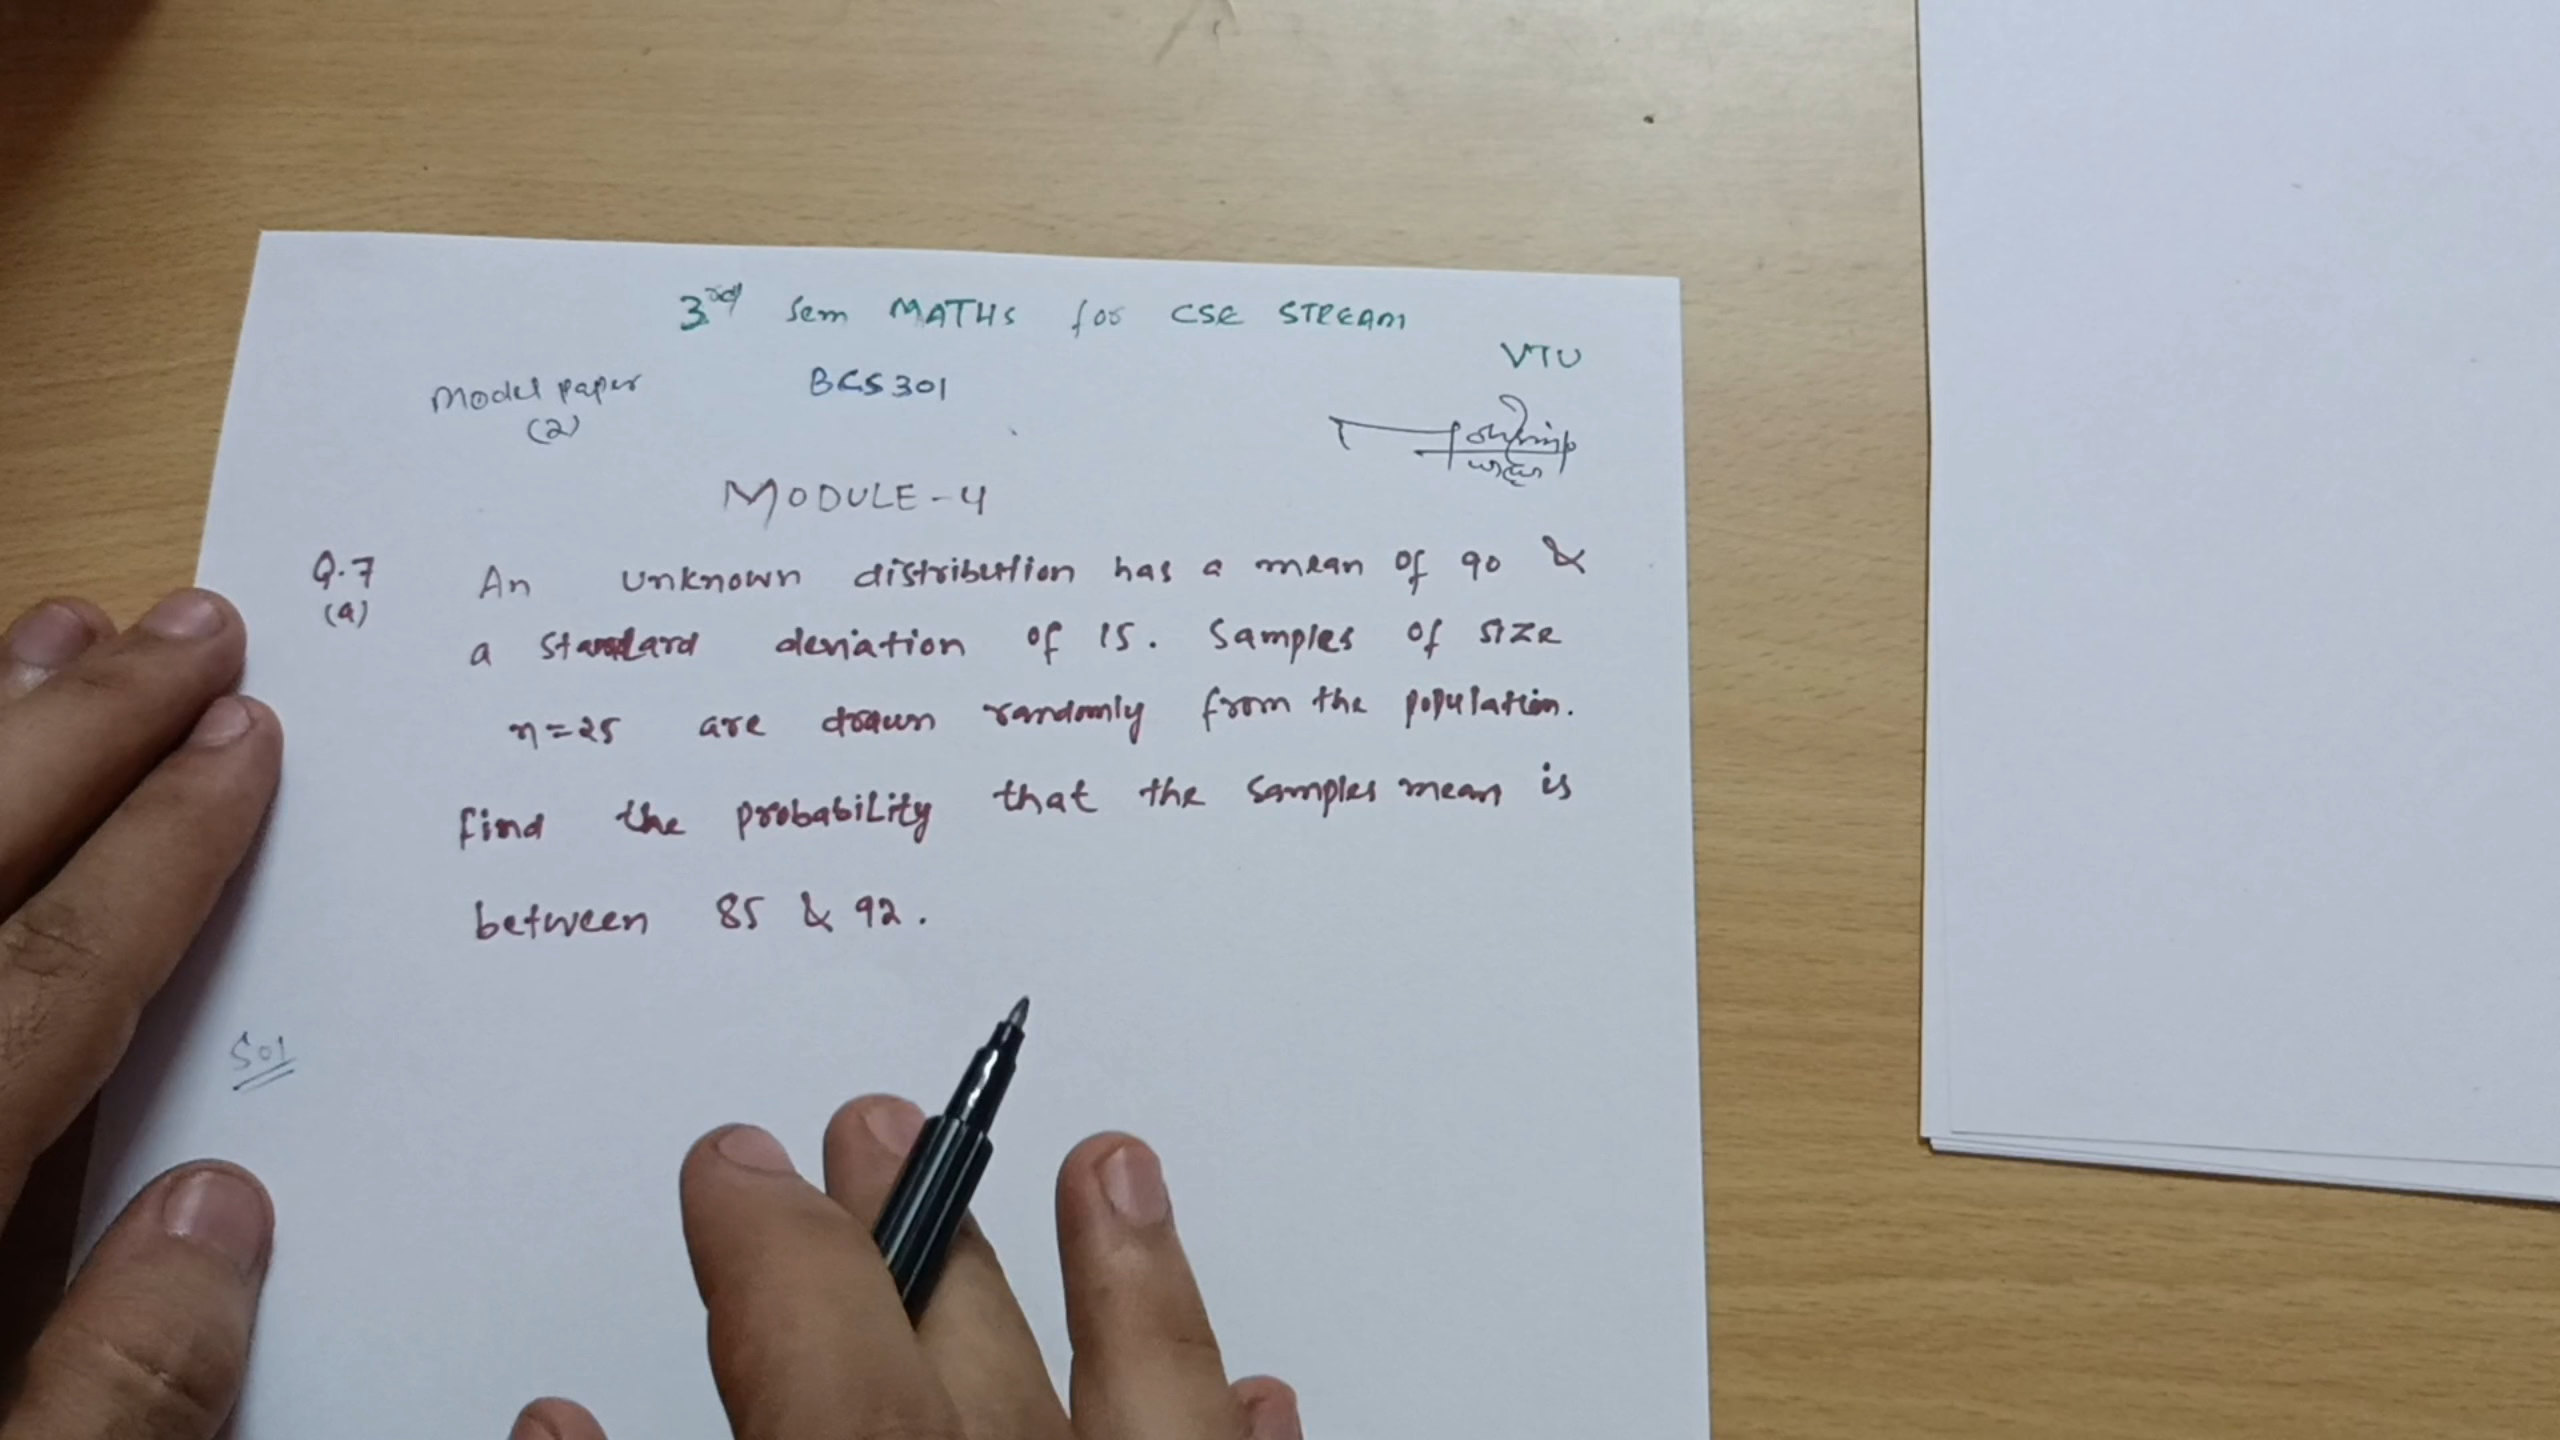 3rd Sem MATHS for CSE STREAM
VTU
Model paper BCS301
(2)
MODULE-4
Q.7 An unknown distribution has a mean of 90 &
(a) a standard deviation of 15. Samples of size
n=25 are drawn randomly from the population.
find the probability that the samples mean is
between 85 & 92.
Sol